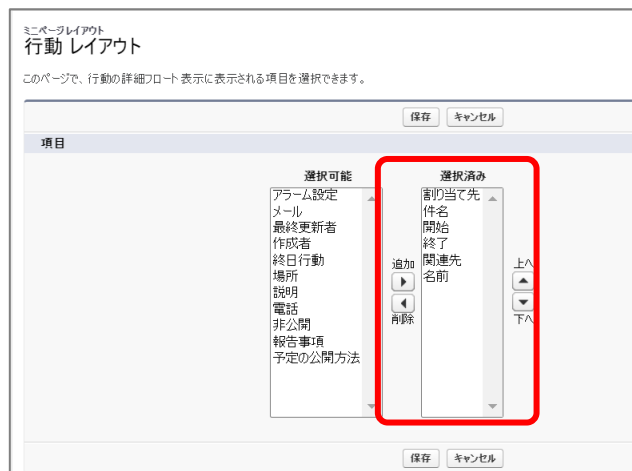 ミニページレイアウト
行動 レイアウト
このページで、行動の詳細フロート表示に表示される項目を選択できます。
保存 キャンセル
項目
選択可能
アラーム設定
メール
最終更新者
作成者
終日行動
場所
説明
電話
非公開
報告事項
予定の公開方法
追加
削除
選択済み
割り当て先
件名
開始
終了
関連先
名前
上へ
下へ
保存 キャンセル